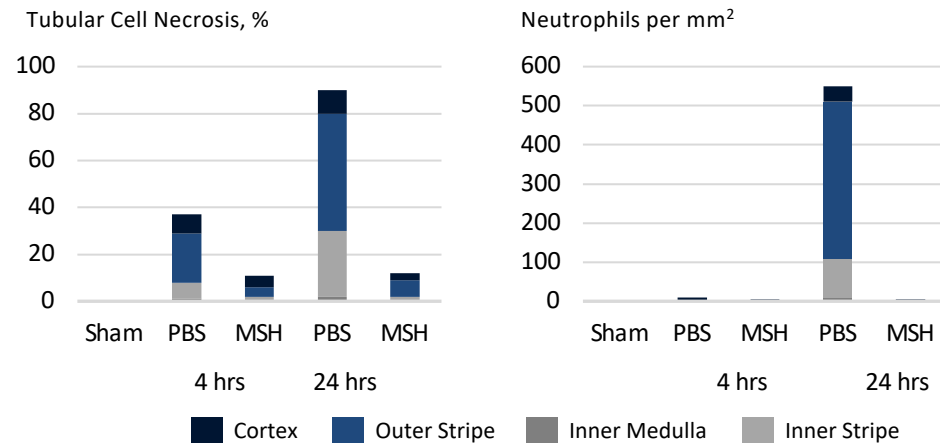 Tubular Cell Necrosis, %
100
80
60
40
20
0
Sham PBS MSH PBS MSH
4 hrs 24 hrs
Neutrophils per mm²
600
500
400
300
200
100
0
Sham PBS MSH PBS MSH
4 hrs 24 hrs
Cortex Outer Stripe Inner Medulla Inner Stripe